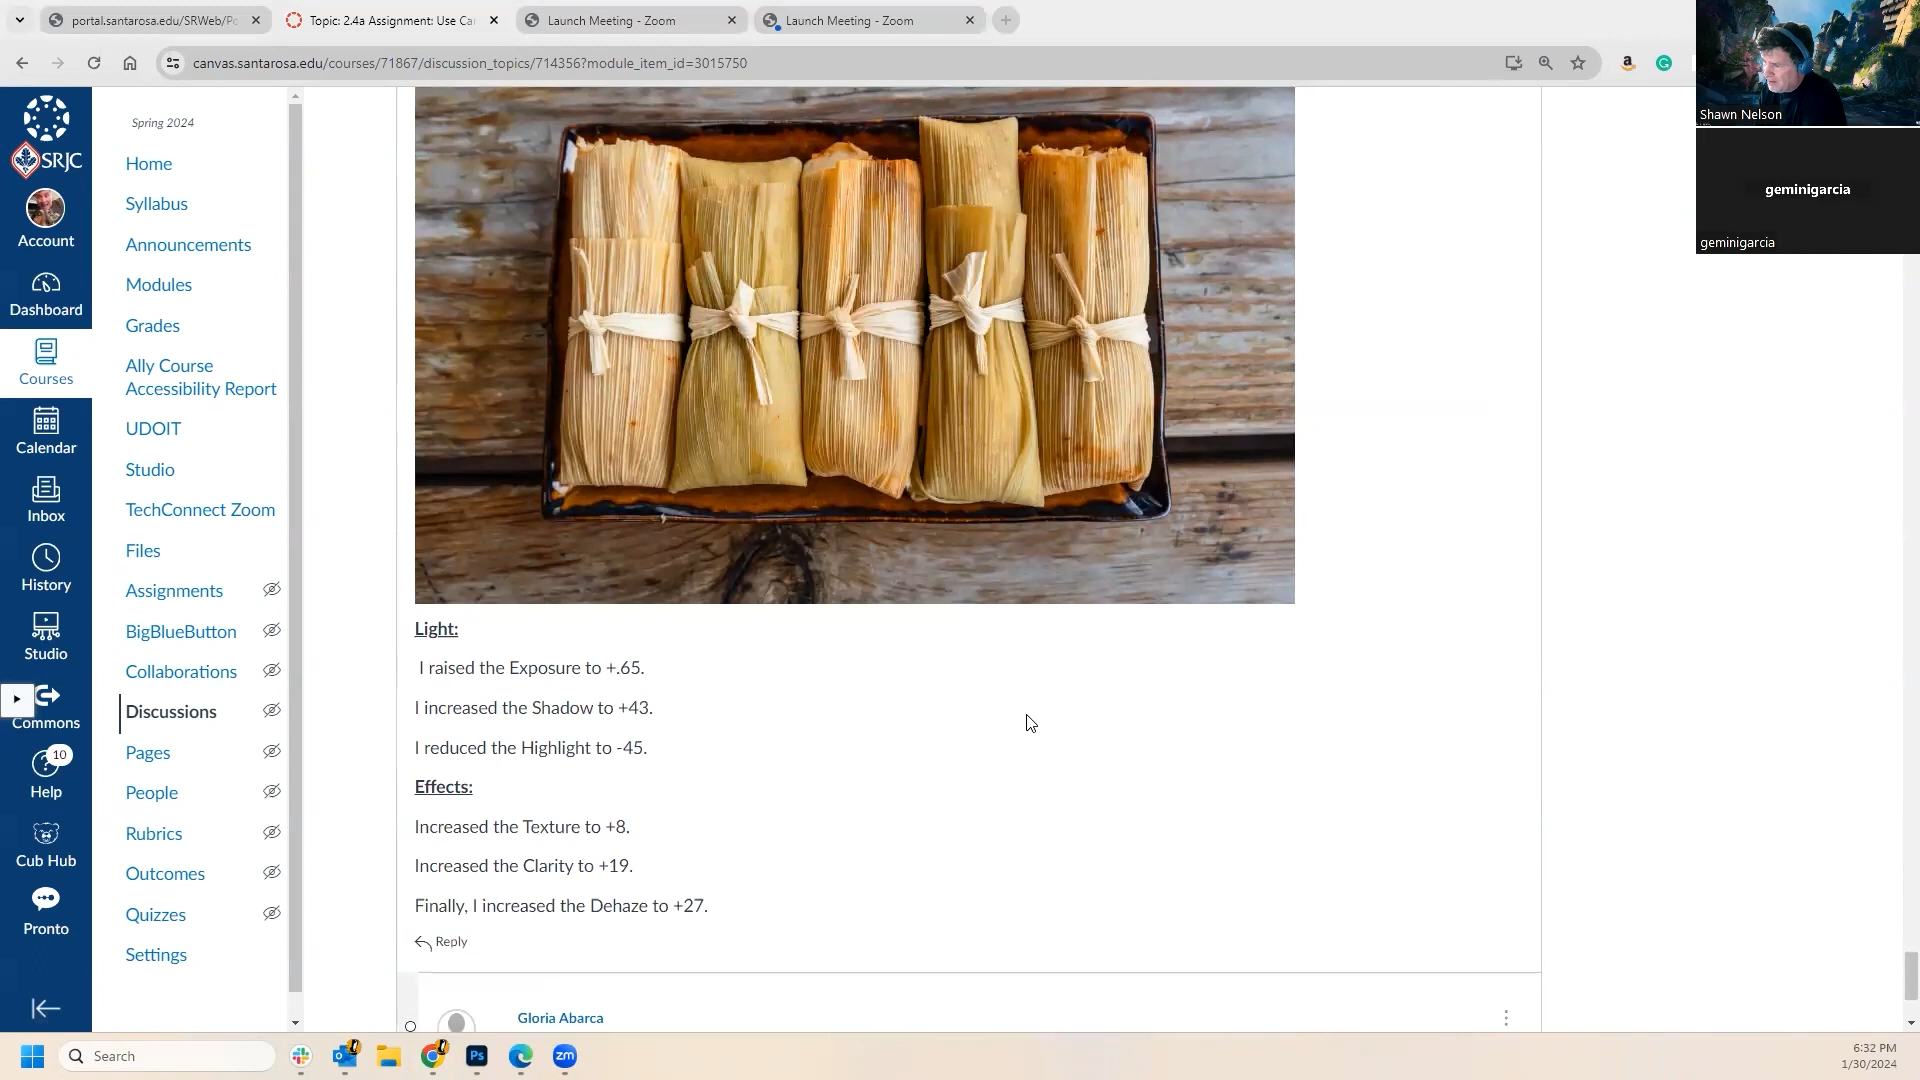 portal.santarosa.edu/SRWeb/Po
Topic: 2.4a Assignment: Use Car
Launch Meeting - Zoom
Launch Meeting - Zoom
canvas.santarosa.edu/courses/71867/discussion_topics/714356?module_item_id=3015750
Shawn Nelson
geminigarcia
geminigarcia
SRJC
Account
Dashboard
Courses
Calendar
Inbox
History
Studio
Commons
10
Help
Cub Hub
Pronto
Spring 2024
Home
Syllabus
Announcements
Modules
Grades
Ally Course
Accessibility Report
UDOIT
Studio
TechConnect Zoom
Files
Assignments
BigBlueButton
Collaborations
Discussions
Pages
People
Rubrics
Outcomes
Quizzes
Settings
Light:
I raised the Exposure to +.65.
I increased the Shadow to +43.
I reduced the Highlight to -45.
Effects:
Increased the Texture to +8.
Increased the Clarity to +19.
Finally, I increased the Dehaze to +27.
Reply
Gloria Abarca
Search
Ps
zm
6:32 PM
1/30/2024